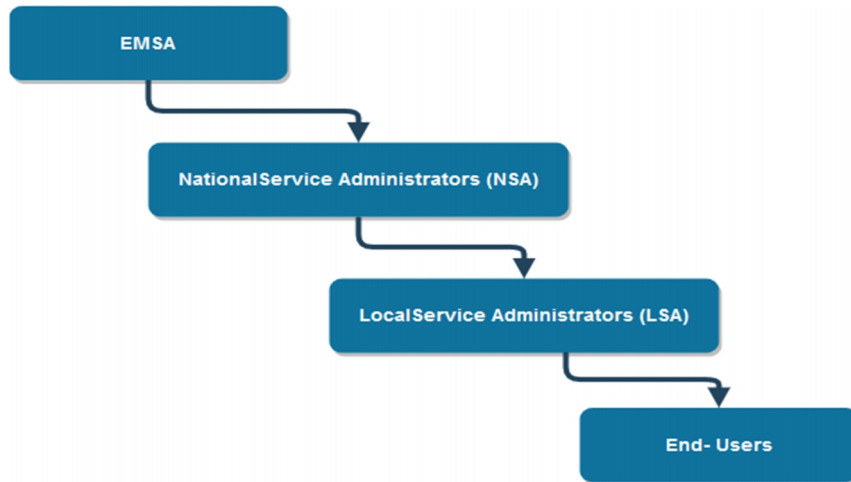 EMSA
NationalService Administrators (NSA)
LocalService Administrators (LSA)
End- Users